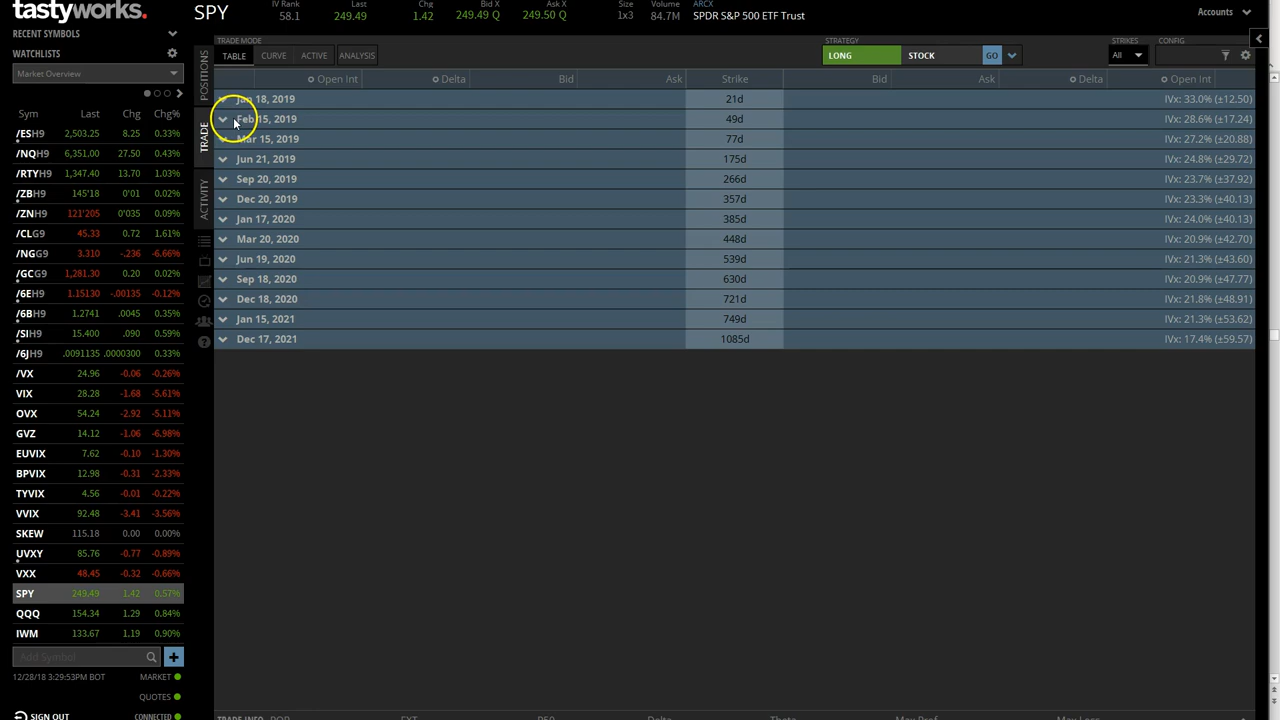 tastyworks.
RECENT SYMBOLS
WATCHLISTS
Market Overview
Sym Last Chg Chg%
/ESH9 2,503.25 8.25 0.33%
/NQH9 6,351.00 27.50 0.43%
/RTYH9 1,347.40 13.70 1.03%
/ZBH9 145'18 0'01 0.02%
/ZNH9 121'205 0'035 0.09%
/CLG9 45.33 0.72 1.61%
/NGG9 3.310 -.236 -6.66%
/GCG9 1,281.30 0.20 0.02%
/6EH9 1.15130 -.00135 -0.12%
/6BH9 1.2741 .0045 0.35%
/SIH9 15.400 .090 0.59%
/6JH9 .0091135 .0000300 0.33%
/VX 24.96 -0.06 -0.26%
VIX 28.28 -1.68 -5.61%
OVX 54.24 -2.92 -5.11%
GVZ 14.12 -1.06 -6.98%
EUVIX 7.62 -0.10 -1.30%
BPVIX 12.98 -0.31 -2.33%
TYVIX 4.56 -0.01 -0.22%
VVIX 92.48 -3.41 -3.56%
SKEW 115.18 0.00 0.00%
UVXY 85.76 -0.77 -0.89%
VXX 48.45 -0.32 -0.66%
SPY 249.49 1.42 0.57%
QQQ 154.34 1.29 0.84%
IWM 133.67 1.19 0.90%
Add Symbol
12/28/18 3:29:53PM BOT MARKET
QUOTES
SIGN OUT CONNECTED
POSITIONS
TRADE
ACTIVITY
SPY IV Rank Last Chg Bid X Ask X Size Volume ARCX Accounts
58.1 249.49 1.42 249.49 Q 249.50 Q 1x3 84.7M SPDR S&P 500 ETF Trust
TRADE MODE STRATEGY STRIKES CONFIG
TABLE CURVE ACTIVE ANALYSIS LONG STOCK GO All
Open Int Delta Bid Ask Strike Bid Ask Delta Open Int
Jan 18, 2019 21d IVx: 33.0% (±12.50)
Feb 15, 2019 49d IVx: 28.6% (±17.24)
Mar 15, 2019 77d IVx: 27.2% (±20.88)
Jun 21, 2019 175d IVx: 24.8% (±29.72)
Sep 20, 2019 266d IVx: 23.7% (±37.92)
Dec 20, 2019 357d IVx: 23.3% (±40.13)
Jan 17, 2020 385d IVx: 24.0% (±40.13)
Mar 20, 2020 448d IVx: 20.9% (±42.70)
Jun 19, 2020 539d IVx: 21.3% (±43.60)
Sep 18, 2020 630d IVx: 20.9% (±47.77)
Dec 18, 2020 721d IVx: 21.8% (±48.91)
Jan 15, 2021 749d IVx: 21.3% (±53.62)
Dec 17, 2021 1085d IVx: 17.4% (±59.57)
TRADE INFO POP EXT P50 Delta Theta Max Prof Max Loss